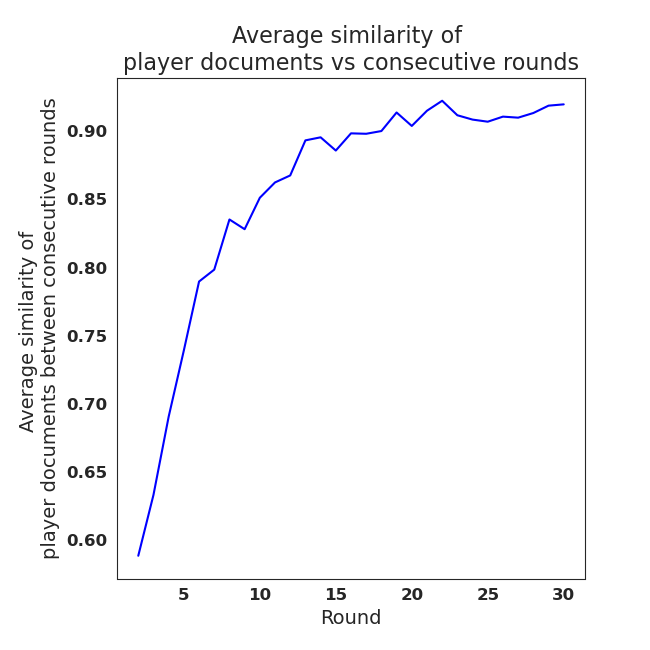 Average similarity of
player documents vs consecutive rounds
Average similarity of
player documents between consecutive rounds
0.90
0.85
0.80
0.75
0.70
0.65
0.60
5 10 15 20 25 30
Round